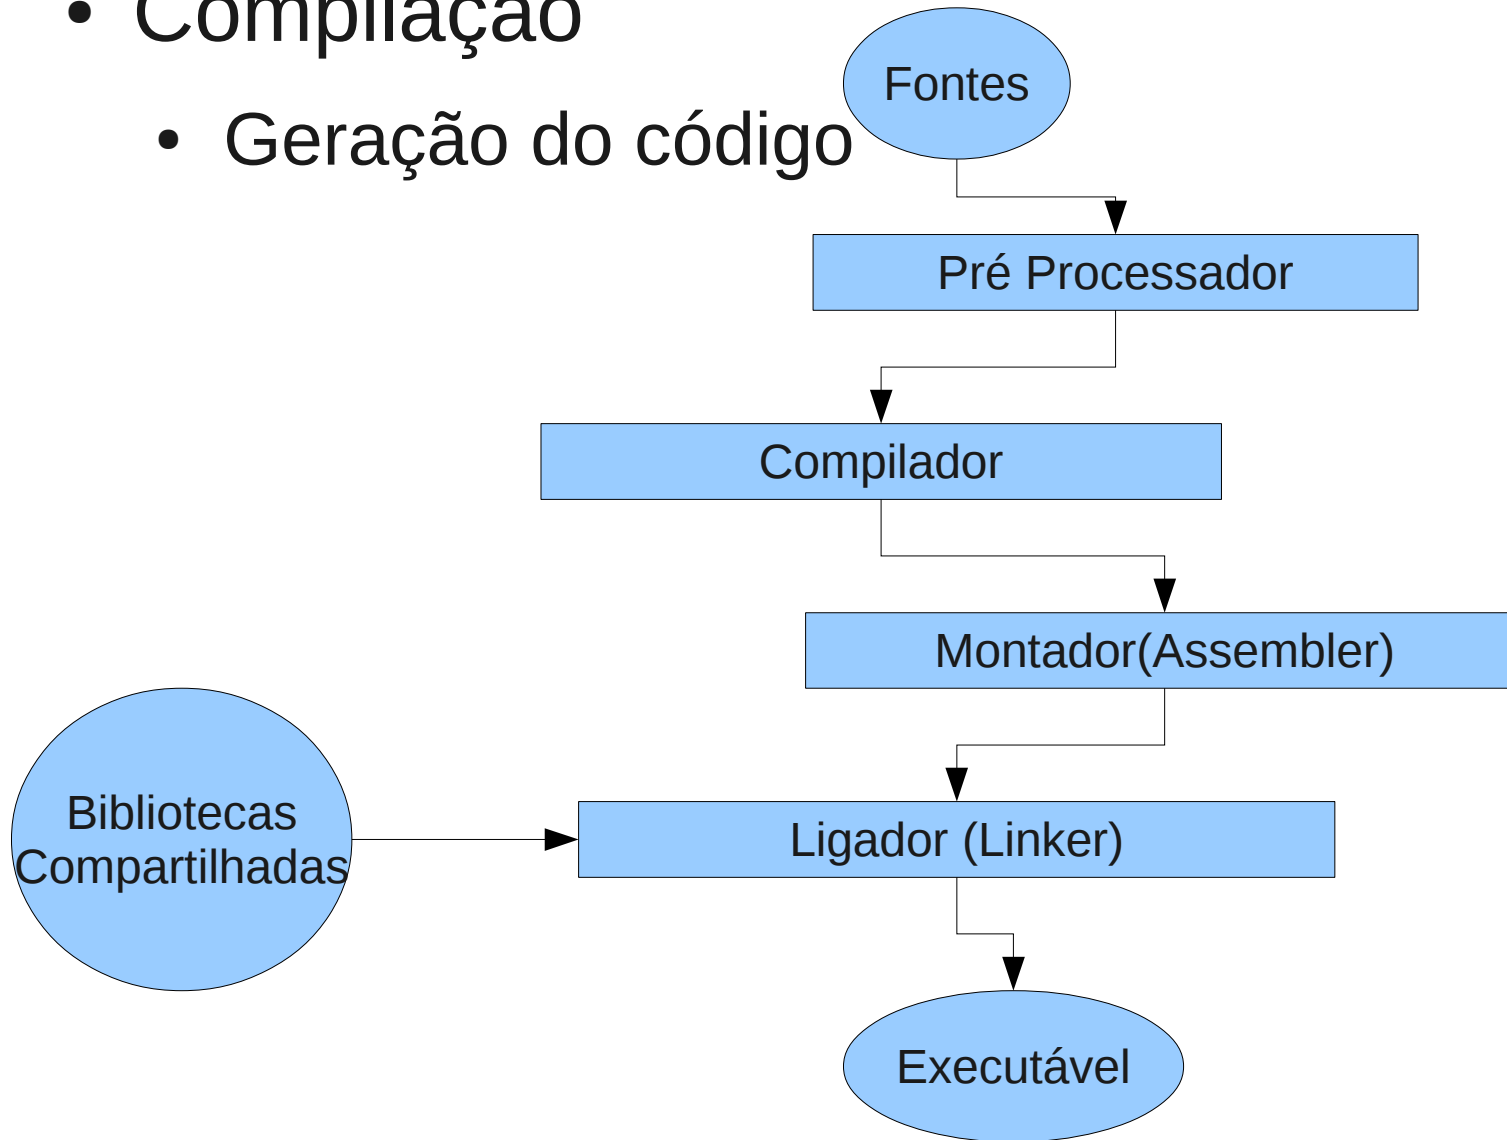 • Compilação
• Geração do código
Fontes
Pré Processador
Compilador
Montador(Assembler)
Bibliotecas
Compartilhadas
Ligador (Linker)
Executável